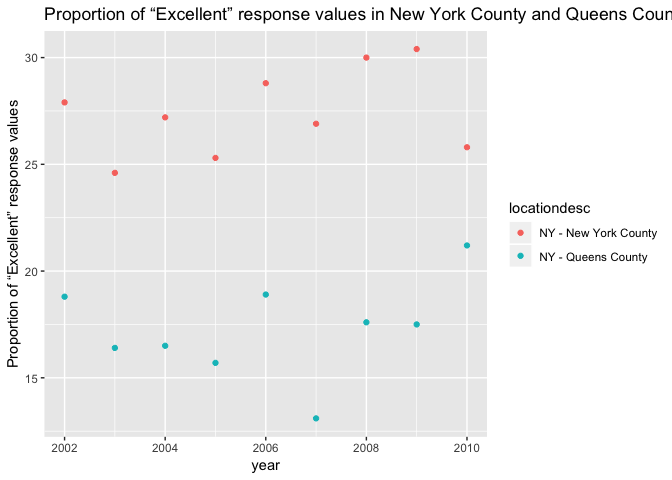 Proportion of “Excellent” response values in New York County and Queens Coun
Proportion of “Excellent” response values
30
25
20
15
2002
2004
2006
2008
2010
year
locationdesc
NY - New York County
NY - Queens County